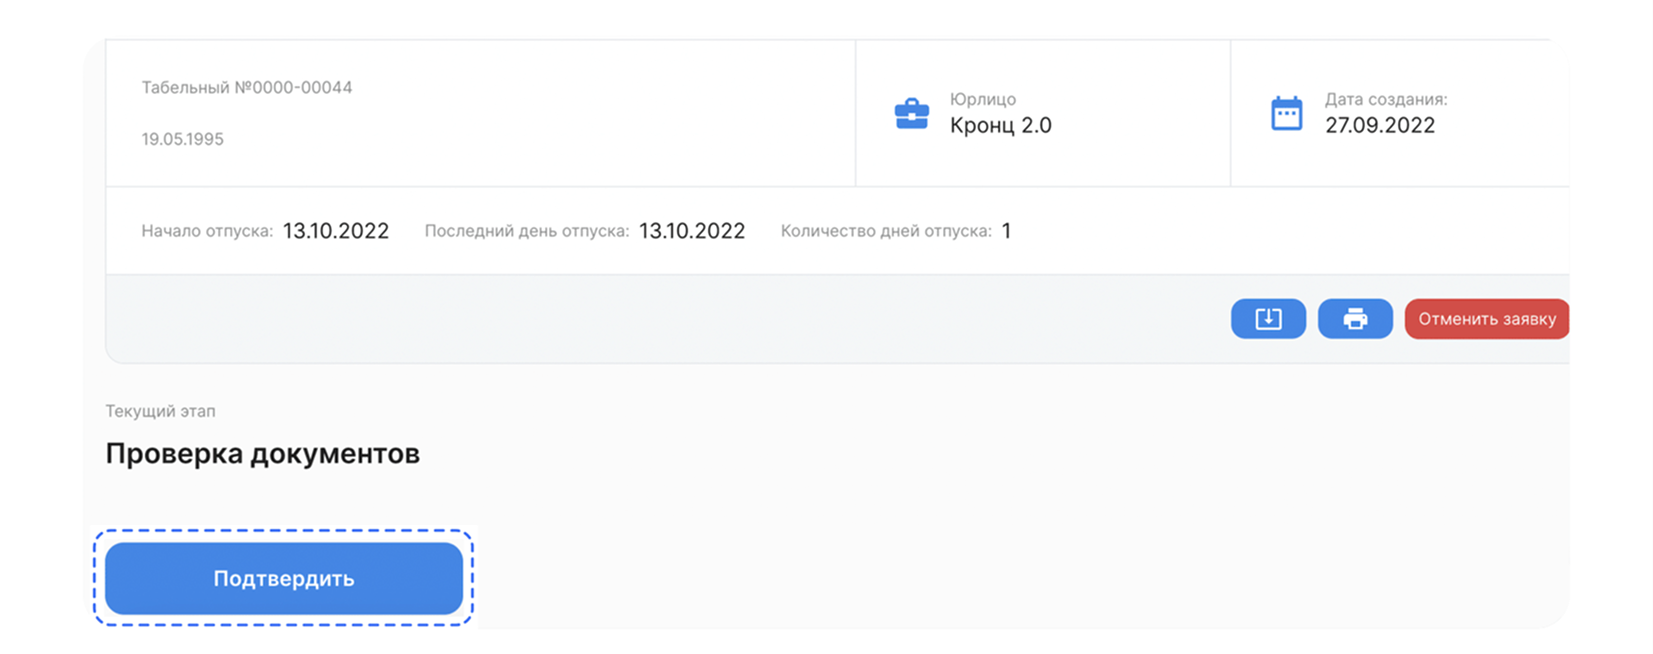 Табельный №0000-00044
19.05.1995
Юрлицо
Кронц 2.0
Дата создания:
27.09.2022
Начало отпуска: 13.10.2022 Последний день отпуска: 13.10.2022 Количество дней отпуска: 1
Отменить заявку
Текущий этап
Проверка документов
Подтвердить